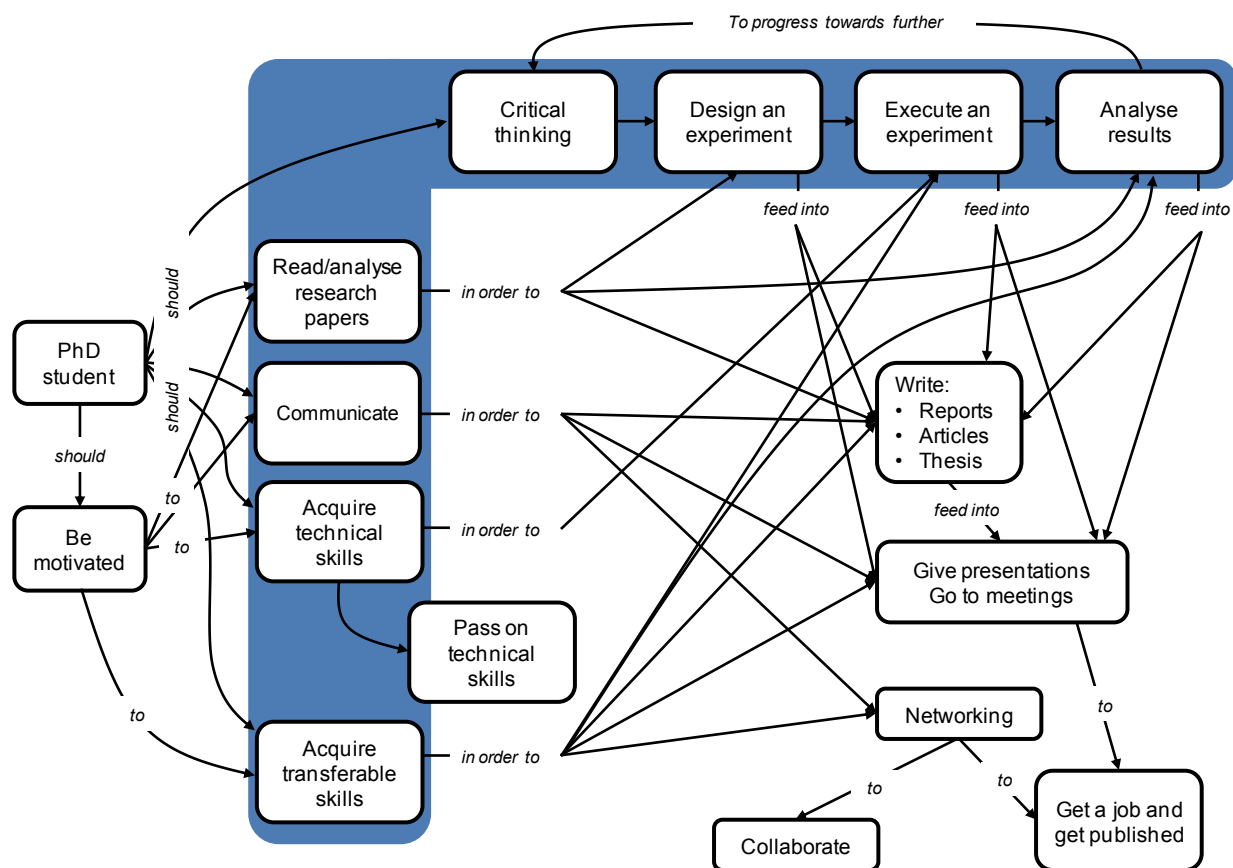 To progress towards further
Critical
thinking
Design an
experiment
Execute an
experiment
Analyse
results
feed into
feed into
feed into
should
Read/analyse
research
papers
in order to
PhD
student
Write:
• Reports
• Articles
• Thesis
should
Communicate
in order to
should
to
Acquire
technical
skills
in order to
feed into
Be
motivated
to
Give presentations
Go to meetings
Pass on
technical
skills
to
Acquire
transferable
skills
in order to
Networking
to
to
to
Get a job and
get published
Collaborate